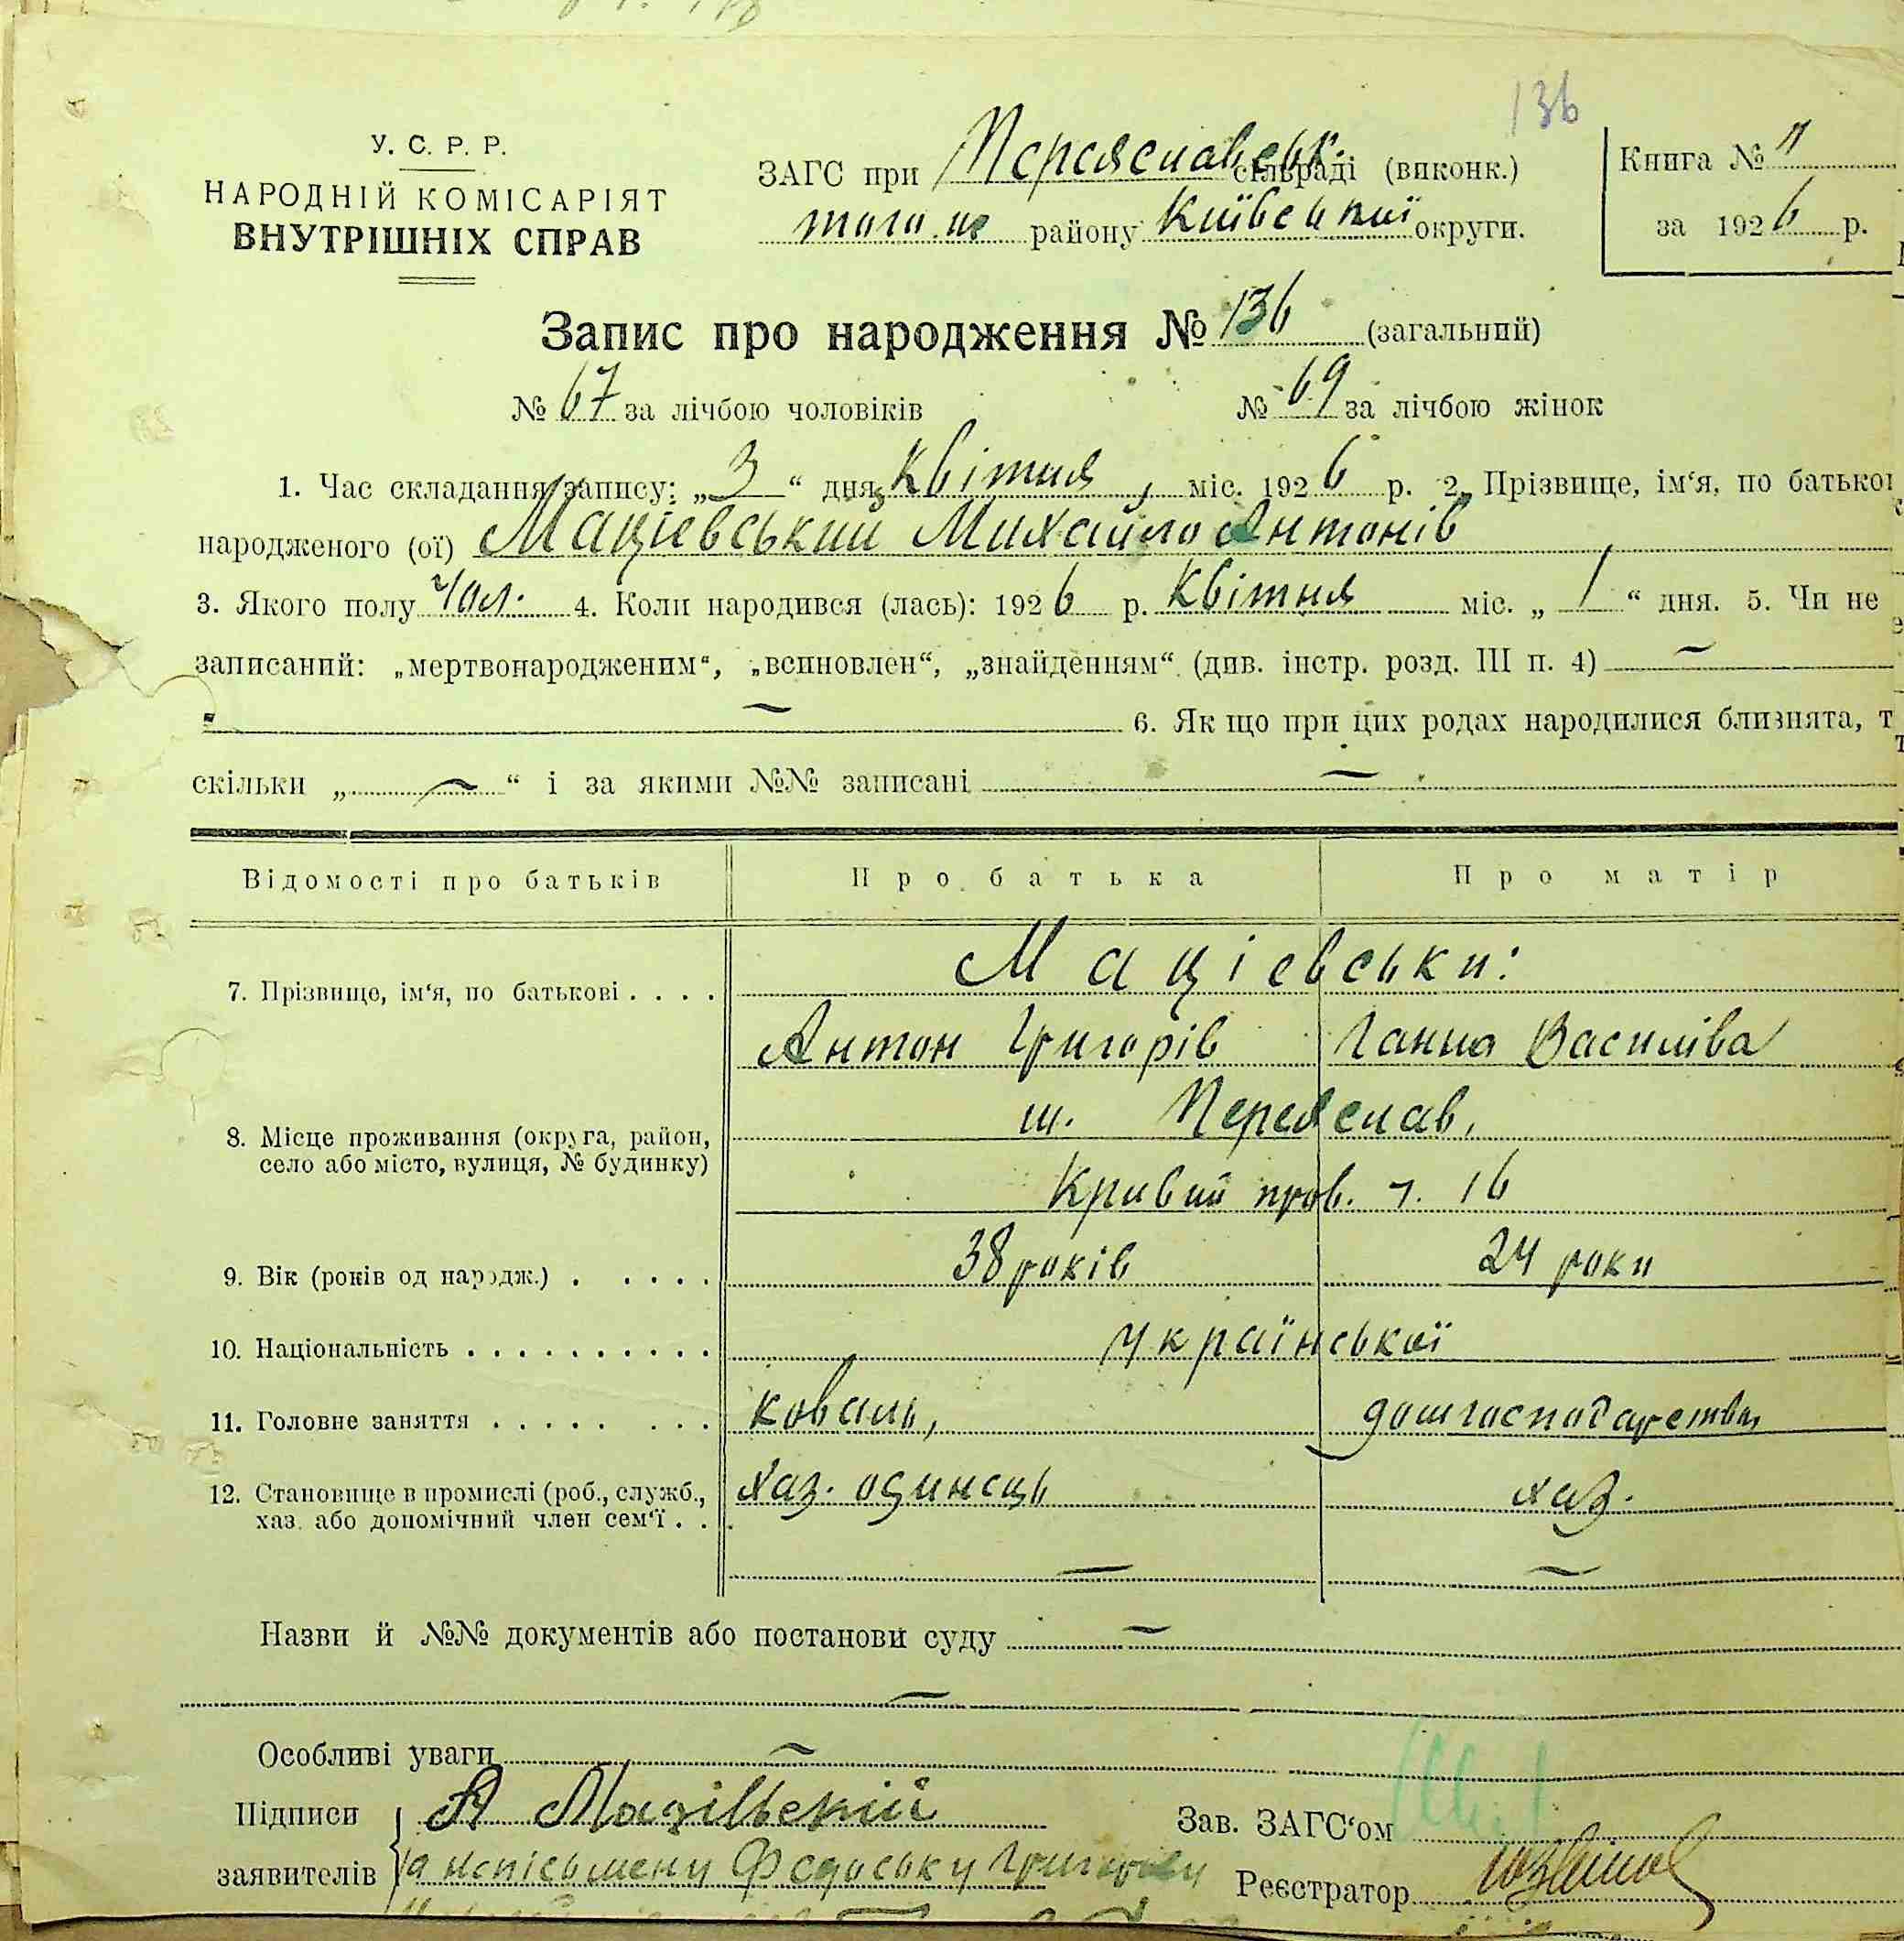 136
У. С. Р. Р.
НАРОДНІЙ КОМІСАРІЯТ
ВНУТРІШНІХ СПРАВ
ЗАГС при Переяславськ. сільраді (виконк.)
того ж району Київської округи.
Книга № 11
за 1926 р.
Запис про народження № 136 (загальний)
№ 67 за лічбою чоловіків № 69 за лічбою жінок
1. Час складання запису: „3“ дня квітня, міс. 1926 р. 2. Прізвище, ім‘я, по батькові
народженого (ої) Мацієвський Михайло Антонів
3. Якого полу чол. 4. Коли народився (лась): 1926 р. квітня міс. „1“ дня. 5. Чи не
записаний: „мертвонародженим“, „всиновлен“, „знайденням“ (див. інстр. розд. III п. 4)
6. Як що при цих родах народилися близнята, т
скільки „ “ і за якими №№ записані
Відомості про батьків Про батька Про матір
7. Прізвище, ім‘я, по батькові . . . . Мацієвськи:
Антон Григорів Ганна Василіва
8. Місце проживання (округа, район,
село або місто, вулиця, № будинку)
м. Переяслав,
Кривий пров. ч. 16
9. Вік (років од народж.) . . . . . 38 років 24 роки
10. Національність . . . . . . . . . . Української
11. Головне заняття . . . . . . . . коваль, домгосподарства
12. Становище в промислі (роб., служб.,
хаз. або допомічний член сем‘ї . . .
хаз. одинець хаз.
Назви й №№ документів або постанови суду
Особливі уваги
Підписи
заявителів
А Мацієвский
За неписьмену Федоську Григорову
Зав. ЗАГС‘ом
Реєстратор